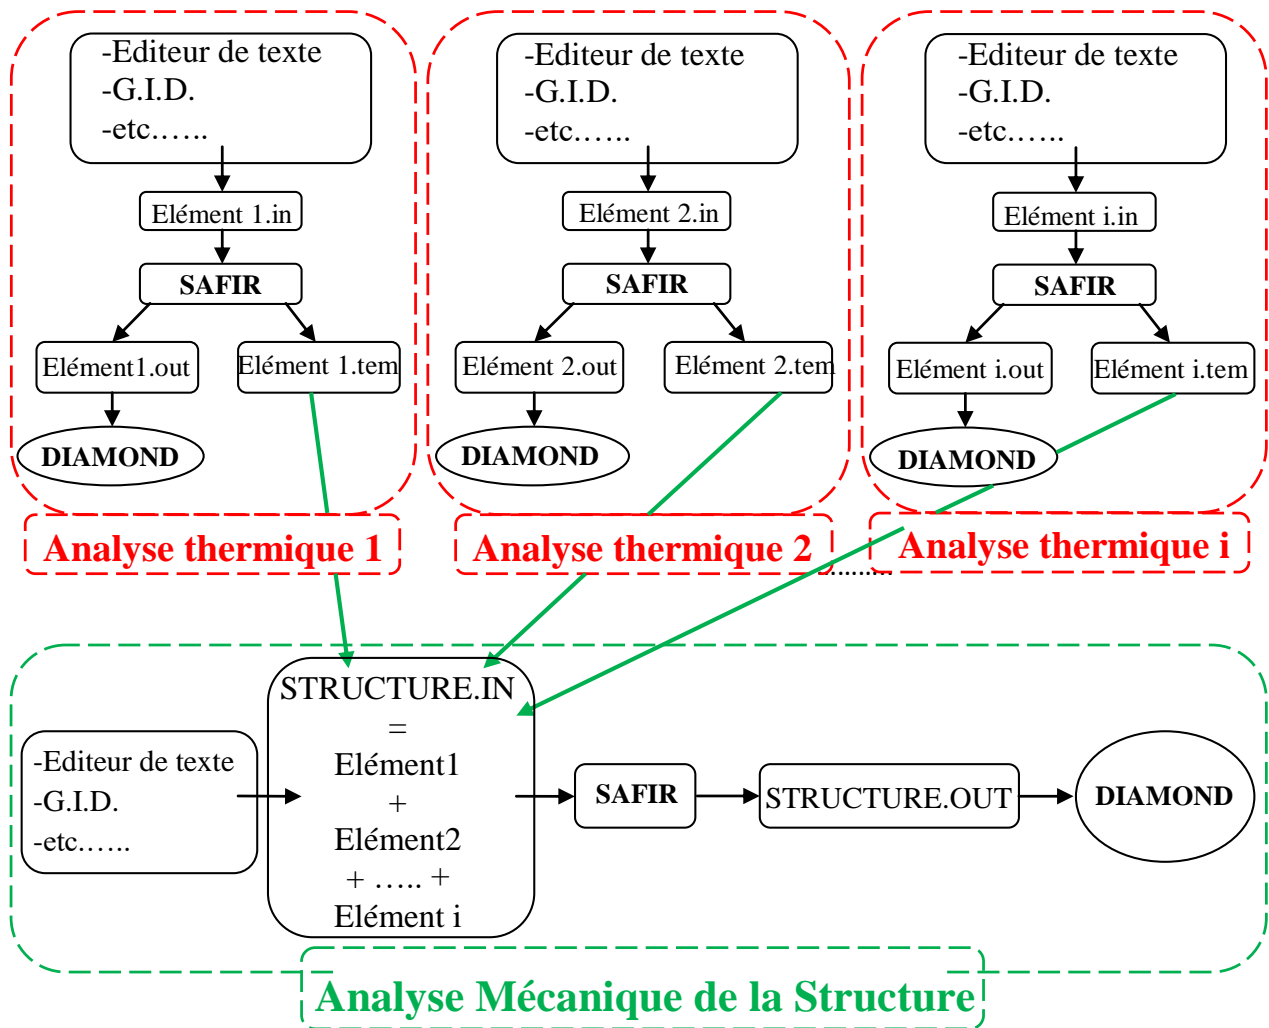 -Editeur de texte
-G.I.D.
-etc.…..
Elément 1.in
SAFIR
Elément1.out
Elément 1.tem
DIAMOND
Analyse thermique 1
-Editeur de texte
-G.I.D.
-etc.…..
Elément 2.in
SAFIR
Elément 2.out
Elément 2.tem
DIAMOND
Analyse thermique 2
...........
-Editeur de texte
-G.I.D.
-etc.…..
Elément i.in
SAFIR
Elément i.out
Elément i.tem
DIAMOND
Analyse thermique i
-Editeur de texte
-G.I.D.
-etc.…..
STRUCTURE.IN
=
Elément1
+
Elément2
+ ….. +
Elément i
SAFIR
STRUCTURE.OUT
DIAMOND
Analyse Mécanique de la Structure